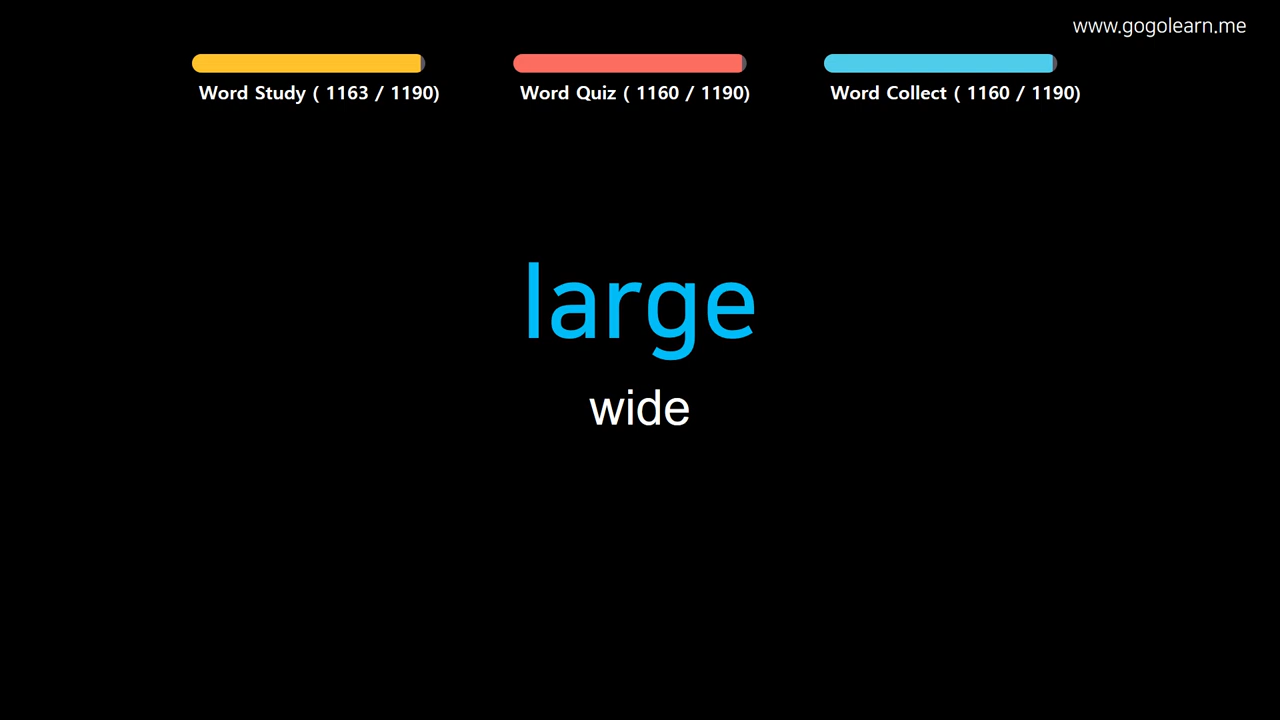 www.gogolearn.me
Word Study ( 1163 / 1190)
Word Quiz ( 1160 / 1190)
Word Collect ( 1160 / 1190)
large
wide